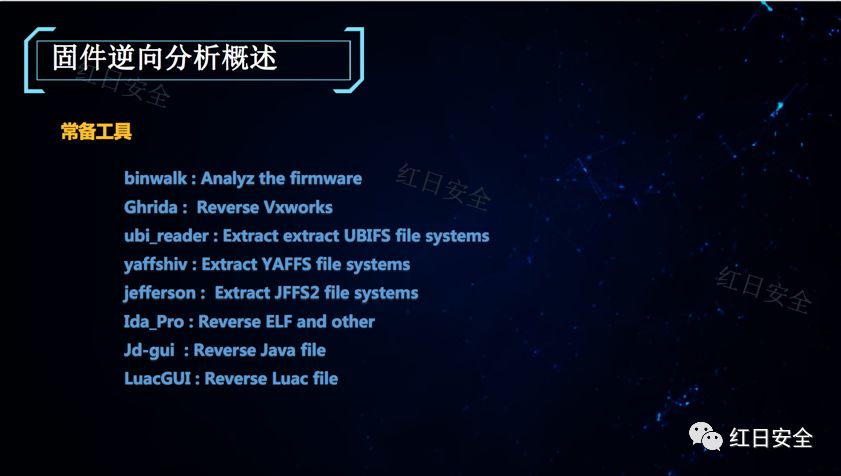 固件逆向分析概述
红日安全
常备工具
binwalk : Analyz the firmware
红日安全
Ghrida :  Reverse Vxworks
ubi_reader : Extract extract UBIFS file systems
yaffshiv : Extract YAFFS file systems
红日安全
jefferson :  Extract JFFS2 file systems
Ida_Pro : Reverse ELF and other
Jd-gui  : Reverse Java file
LuacGUI : Reverse Luac file
红日安全